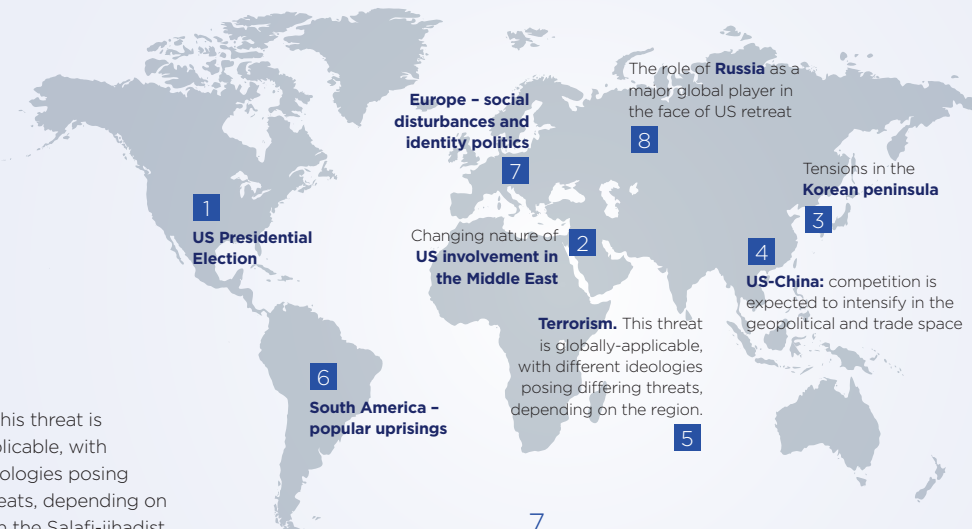 1
US Presidential
Election
Changing nature of
US involvement in
the Middle East
2
Tensions in the
Korean peninsula
3
4
US-China: competition is
expected to intensify in the
geopolitical and trade space
Terrorism. This threat
is globally-applicable,
with different ideologies
posing differing threats,
depending on the region.
5
6
South America –
popular uprisings
Europe – social
disturbances and
identity politics
7
The role of Russia as a
major global player in
the face of US retreat
8
his threat is
plicable, with
ologies posing
eats, depending on
the Salafi-jihadist
7